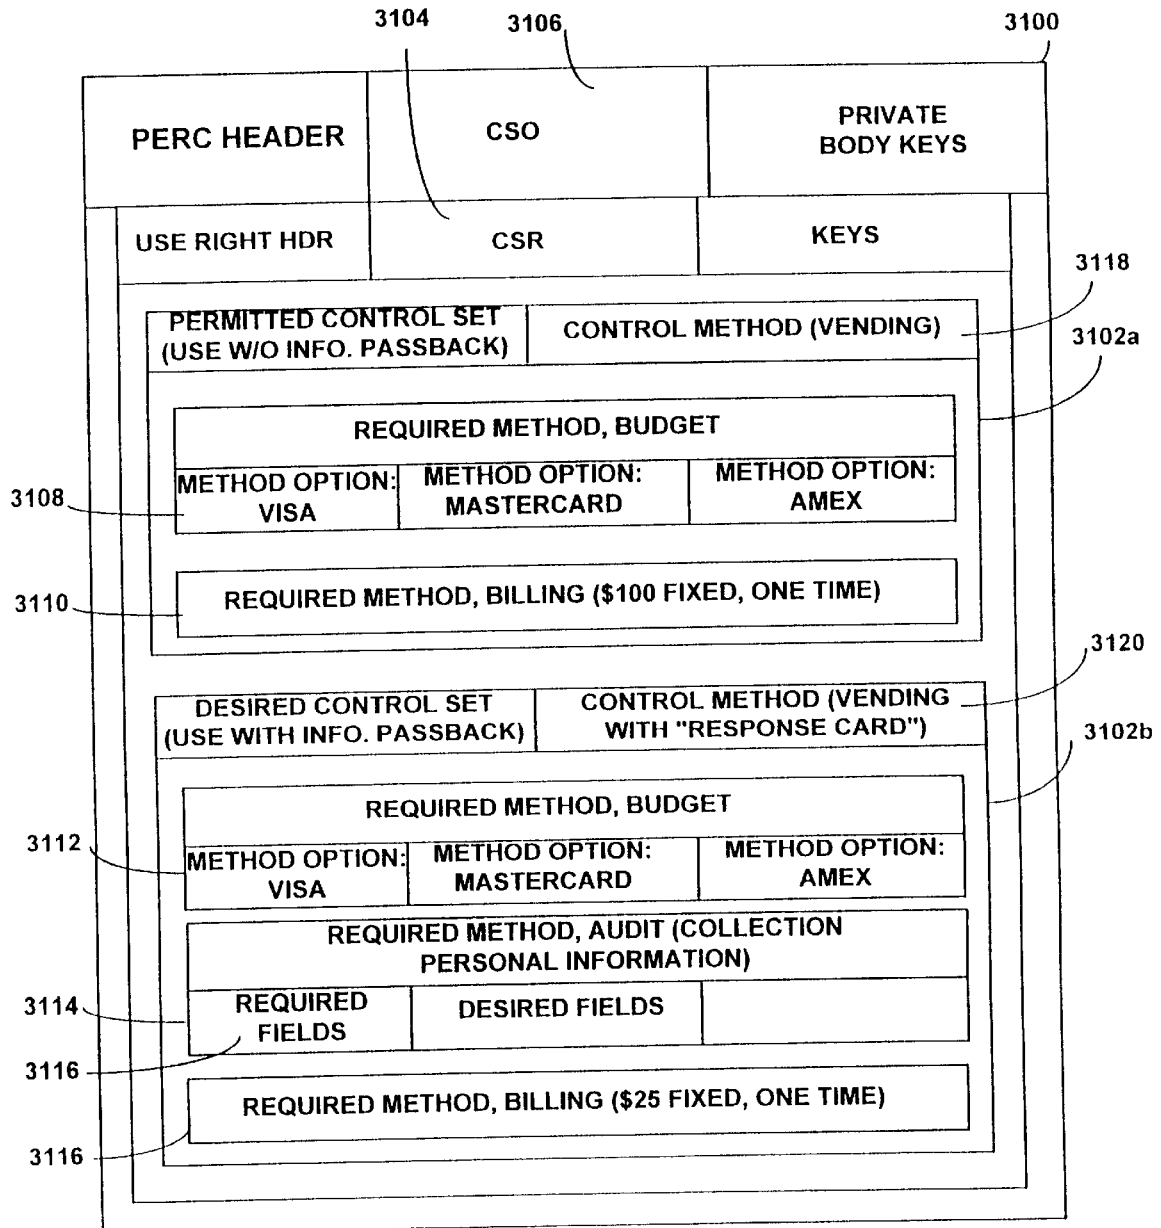 3104
3106
3100
PERC HEADER
CSO
PRIVATE
BODY KEYS
USE RIGHT HDR
CSR
KEYS
3118
PERMITTED CONTROL SET
(USE W/O INFO. PASSBACK)
CONTROL METHOD (VENDING)
3102a
REQUIRED METHOD, BUDGET
METHOD OPTION:
VISA
METHOD OPTION:
MASTERCARD
METHOD OPTION:
AMEX
3108
REQUIRED METHOD, BILLING ($100 FIXED, ONE TIME)
3110
3120
DESIRED CONTROL SET
(USE WITH INFO. PASSBACK)
CONTROL METHOD (VENDING
WITH "RESPONSE CARD")
3102b
REQUIRED METHOD, BUDGET
3112
METHOD OPTION:
VISA
METHOD OPTION:
MASTERCARD
METHOD OPTION:
AMEX
REQUIRED METHOD, AUDIT (COLLECTION
PERSONAL INFORMATION)
3114
REQUIRED
FIELDS
DESIRED FIELDS
3116
REQUIRED METHOD, BILLING ($25 FIXED, ONE TIME)
3116